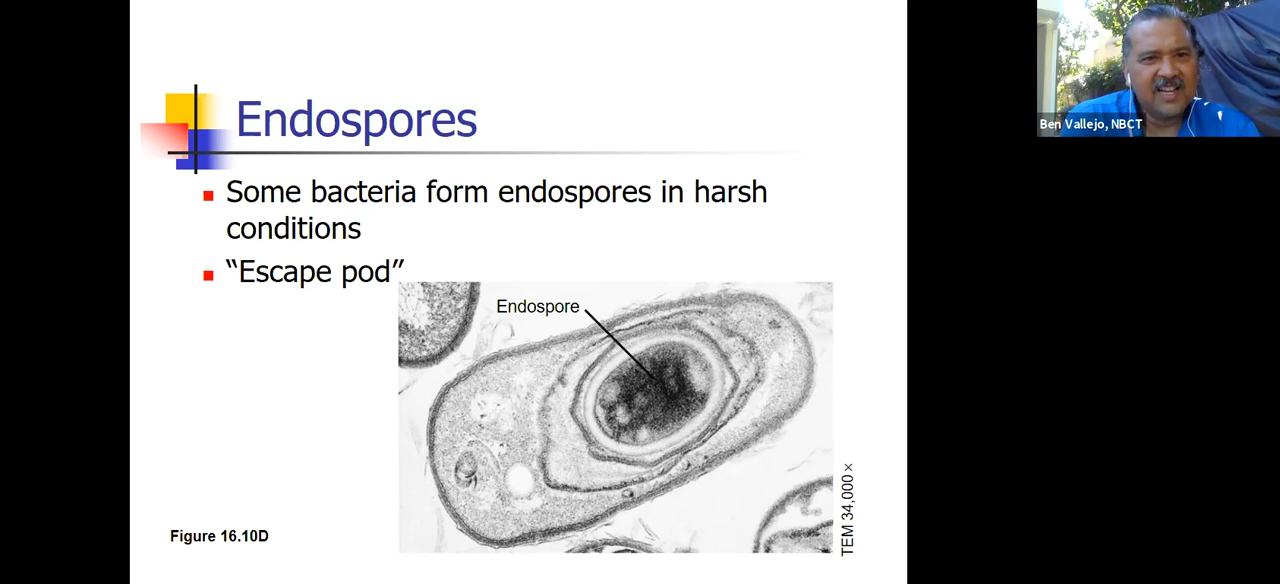 Endospores
Some bacteria form endospores in harsh
conditions
“Escape pod”
Endospore
TEM 34,000×
Figure 16.10D
Ben Vallejo, NBCT